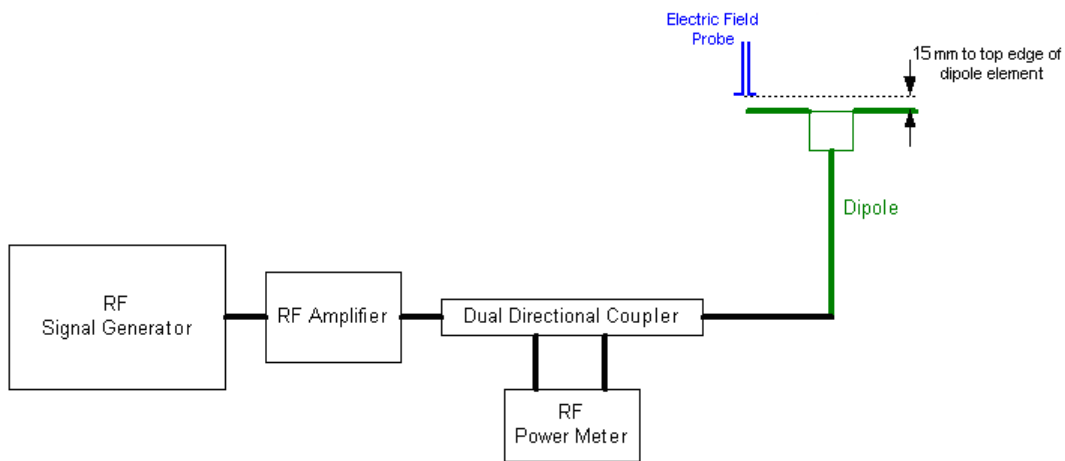 Electric Field
Probe
15 mm to top edge of
dipole element
Dipole
RF
Signal Generator
RF Amplifier
Dual Directional Coupler
RF
Power Meter